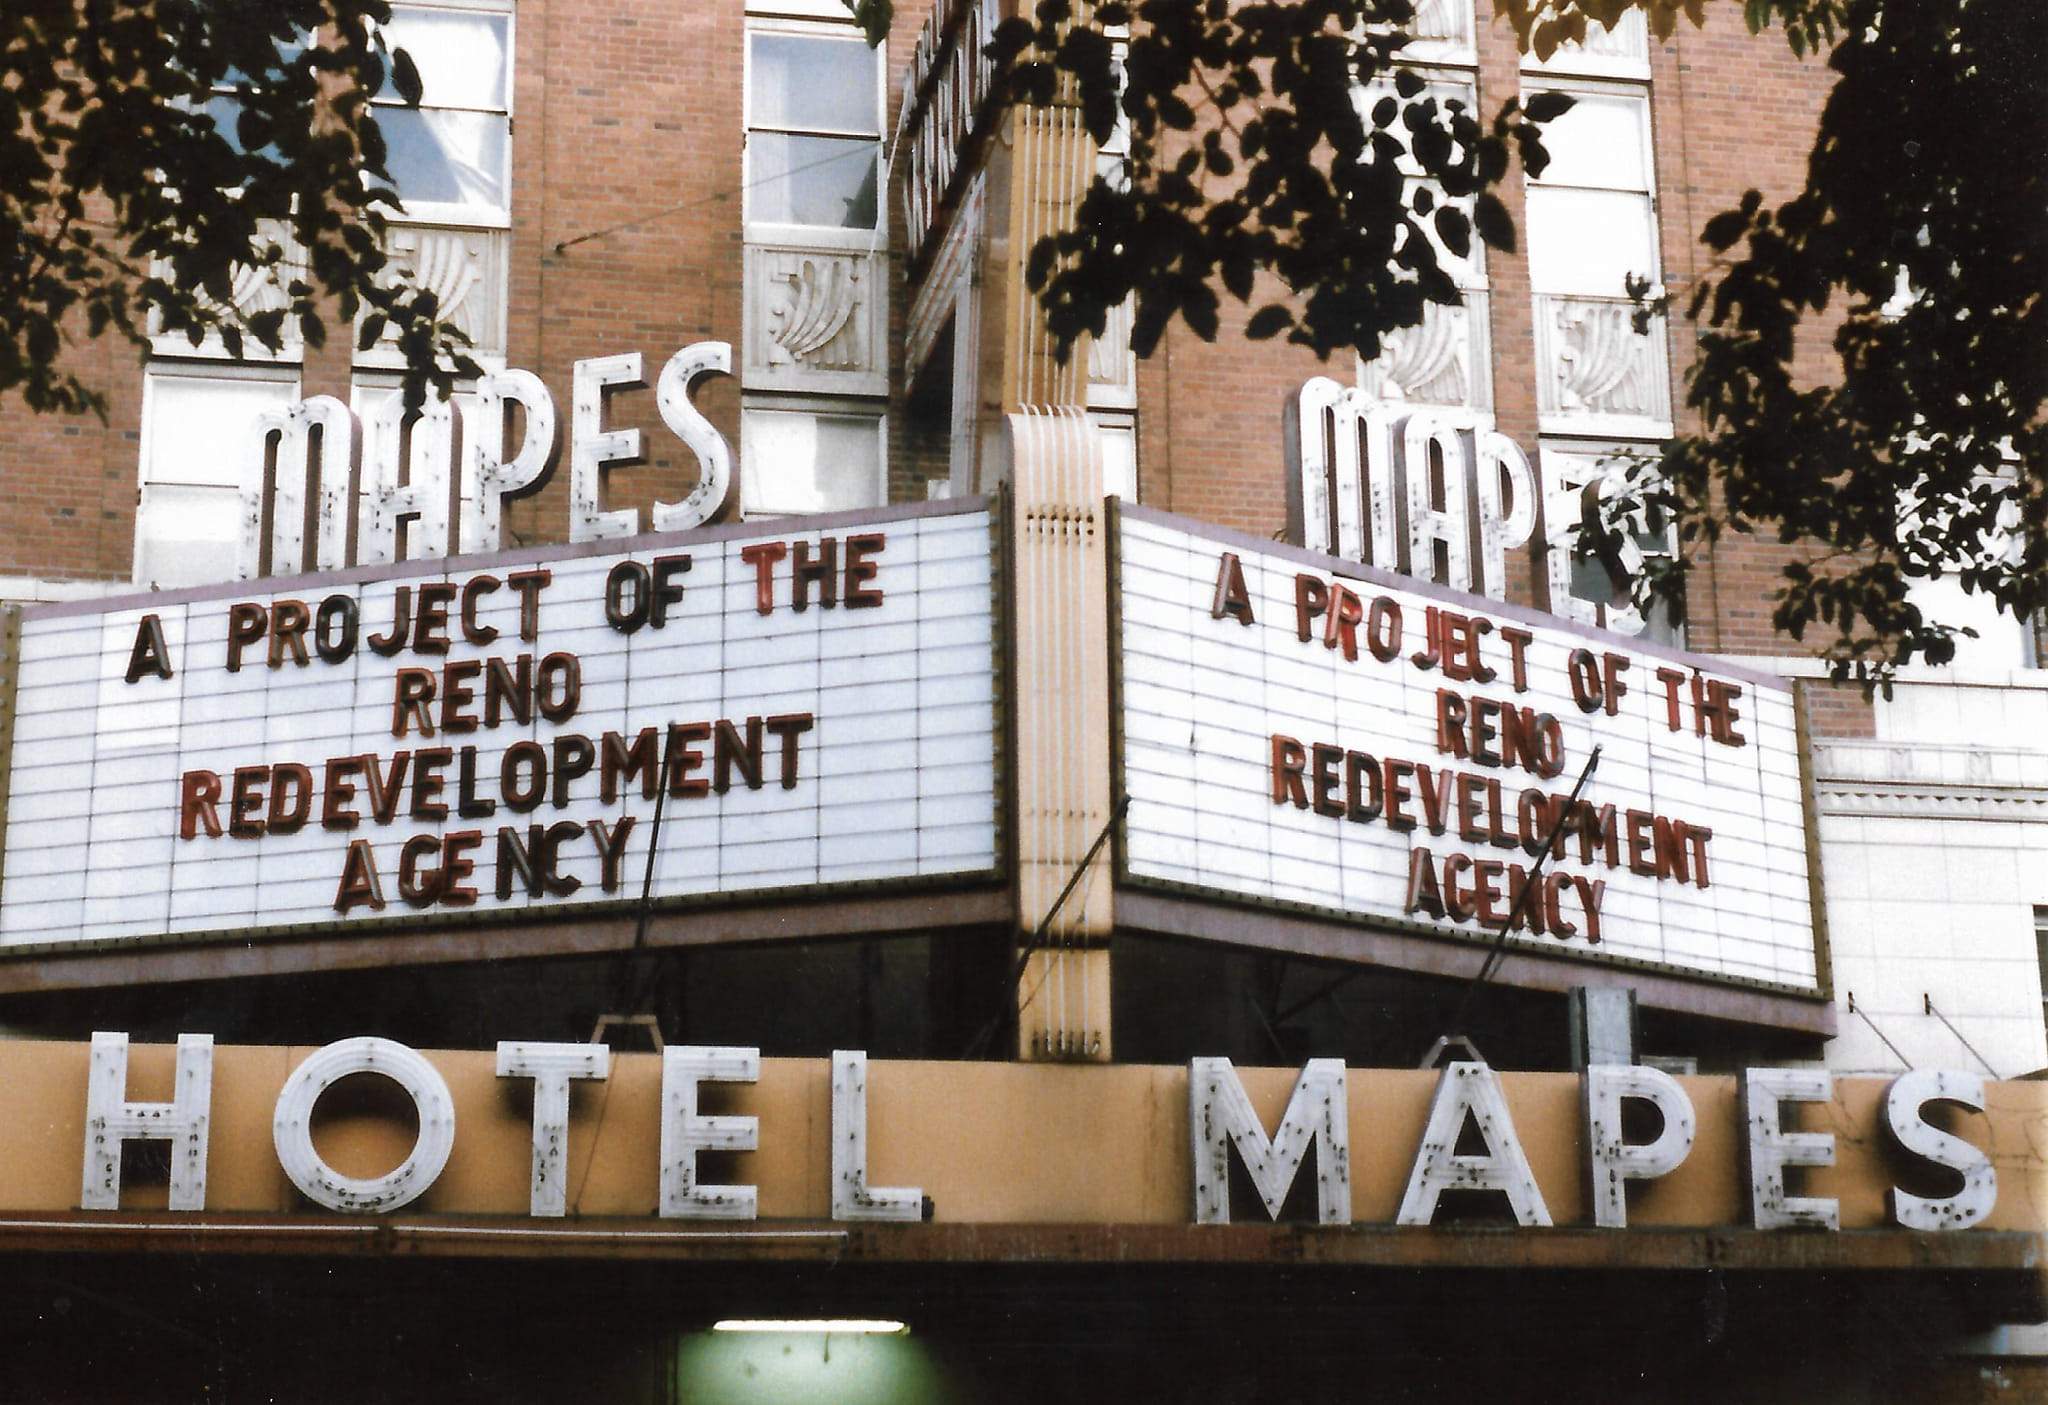 MAPES
A PROJECT OF THE
RENO
REDEVELOPMENT
AGENCY
MAPES
A PROJECT OF THE
RENO
REDEVELOPMENT
AGENCY
HOTEL MAPES